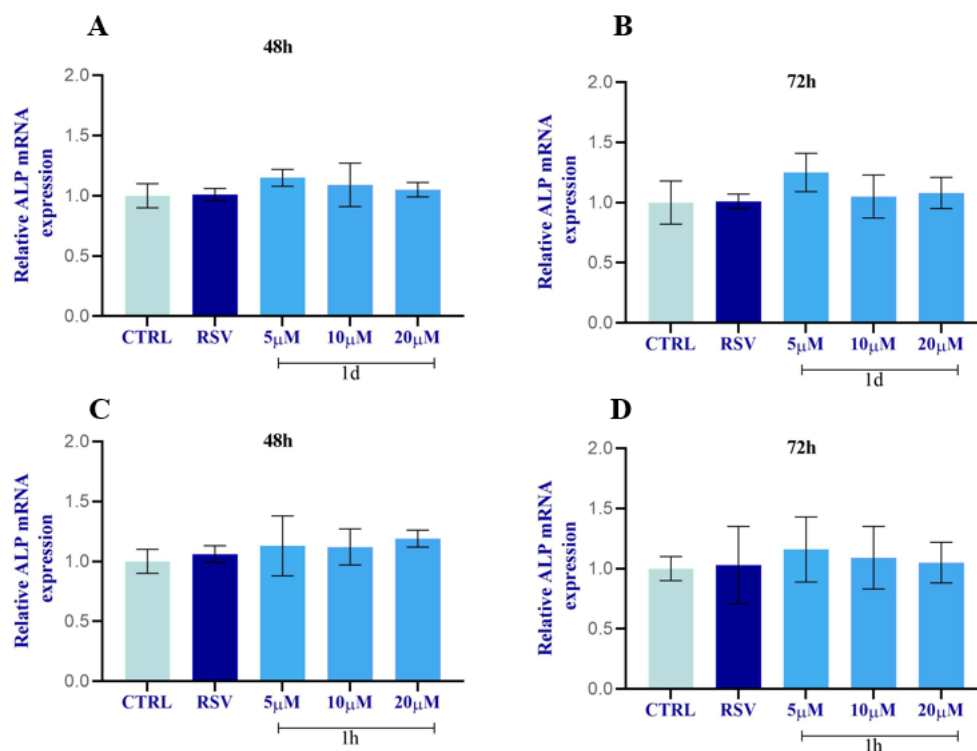 A
48h
Relative ALP mRNA
expression
2.0
1.5
1.0
0.5
0.0
CTRL RSV 5μM 10μM 20μM
1d
B
72h
Relative ALP mRNA
expression
2.0
1.5
1.0
0.5
0.0
CTRL RSV 5μM 10μM 20μM
1d
C
48h
Relative ALP mRNA
expression
2.0
1.5
1.0
0.5
0.0
CTRL RSV 5μM 10μM 20μM
1h
D
72h
Relative ALP mRNA
expression
2.0
1.5
1.0
0.5
0.0
CTRL RSV 5μM 10μM 20μM
1h